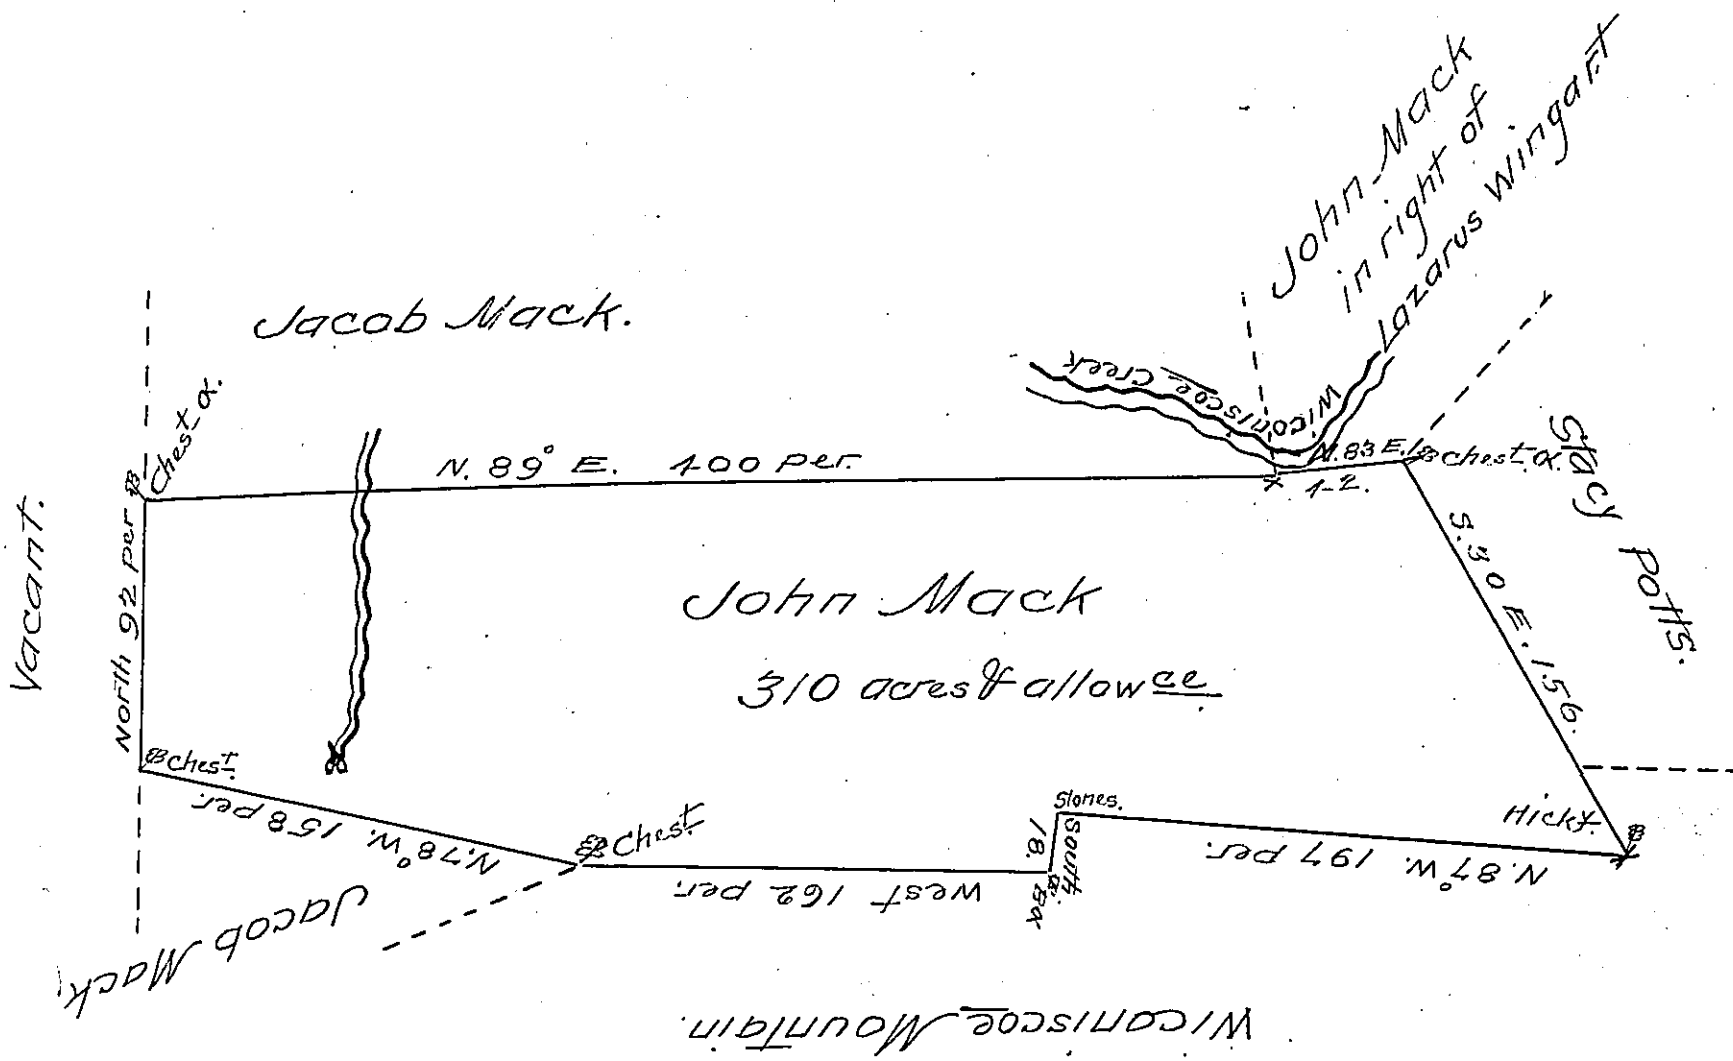 John Mack
in right of
Lazarus Wingart
Jacob Mack.
Wiconiscoe Creek
Chest. α.
N. 89° E. 400 per.
N. 83 E.
42.
Chest. α.
Stacy Potts.
Vacant.
North 92 per
S. 30 E. 156.
John Mack
310 acres & allowce.
Chest.
N. 78° W. 158 per.
Chest
West 162 per.
Stones.
South
18.
N. 87° W. 197 per.
Hicky.
Jacob Mack,
Wiconiscoe Mountain.